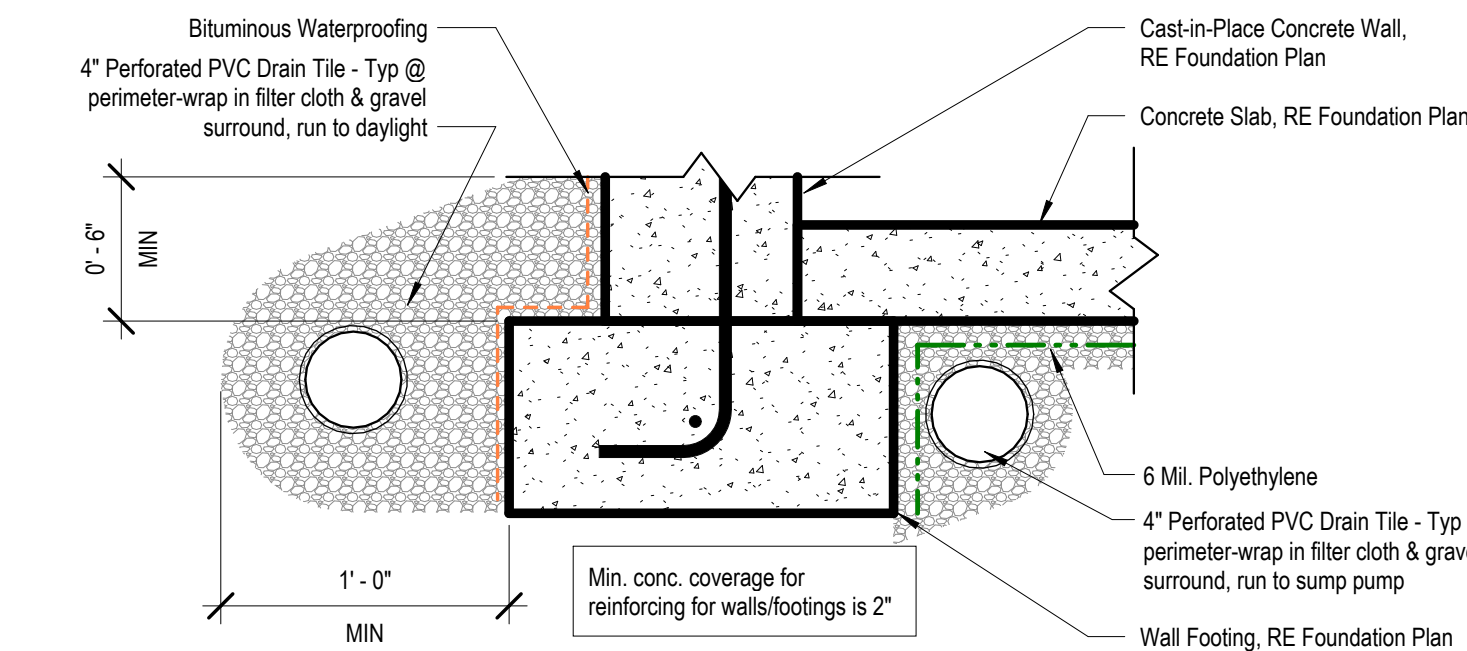 Bituminous Waterproofing
4" Perforated PVC Drain Tile - Typ @
perimeter-wrap in filter cloth & gravel
surround, run to daylight
Cast-in-Place Concrete Wall,
RE Foundation Plan
Concrete Slab, RE Foundation Plan
0' - 6"
MIN
6 Mil. Polyethylene
4" Perforated PVC Drain Tile - Typ
perimeter-wrap in filter cloth &
surround, run to sump pump
1' - 0"
MIN
Min. conc. coverage for
reinforcing for walls/footings is 2"
Wall Footing, RE Foundation Plan